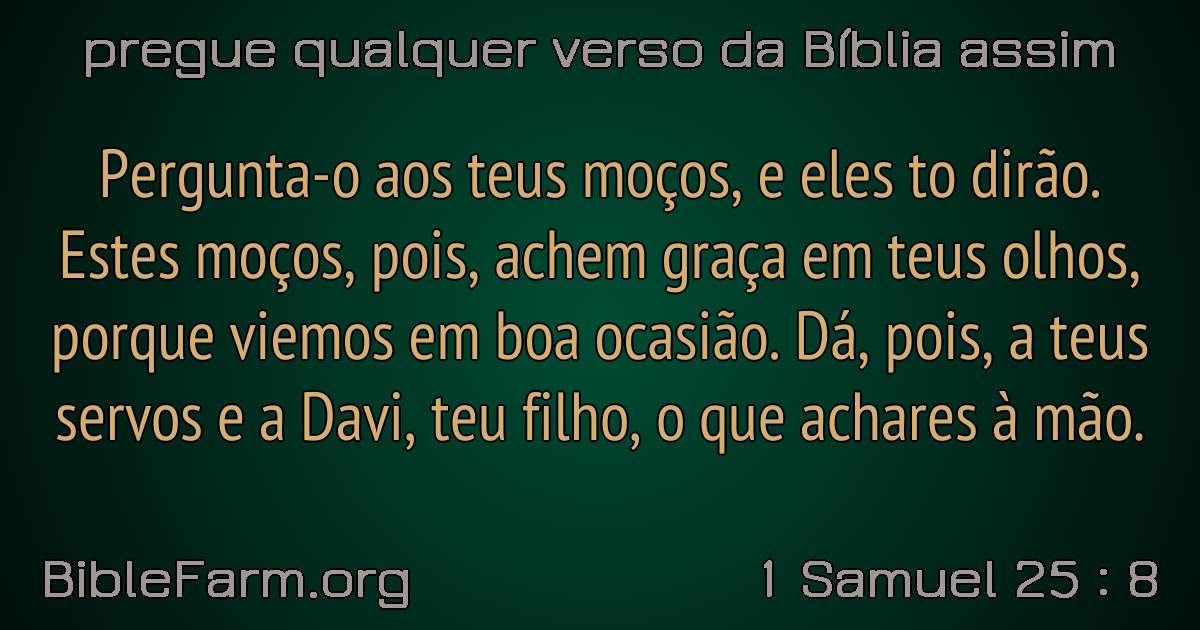 pregue qualquer verso da Bíblia assim
Pergunta-o aos teus moços, e eles to dirão.
Estes moços, pois, achem graça em teus olhos,
porque viemos em boa ocasião. Dá, pois, a teus
servos e a Davi, teu filho, o que achares à mão.
BibleFarm.org
1 Samuel 25 : 8